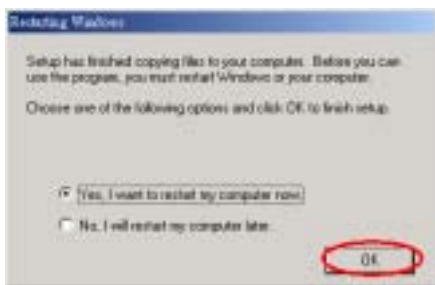 Restarting Windows
Setup has finished copying files to your computer. Before you can
use the program, you must restart Windows or your computer.
Choose one of the following options and click OK to finish setup.
Yes, I want to restart my computer now.
No, I will restart my computer later.
OK